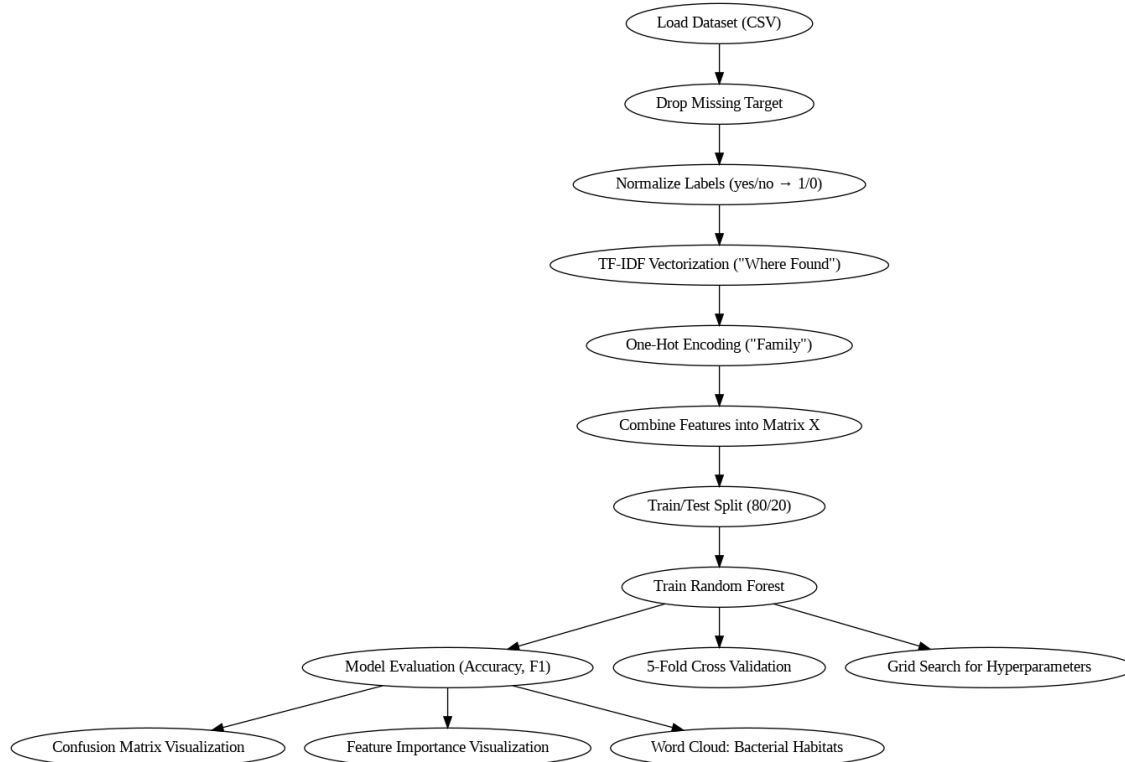 Load Dataset (CSV)
Drop Missing Target
Normalize Labels (yes/no → 1/0)
TF-IDF Vectorization ("Where Found")
One-Hot Encoding ("Family")
Combine Features into Matrix X
Train/Test Split (80/20)
Train Random Forest
Model Evaluation (Accuracy, F1)
5-Fold Cross Validation
Grid Search for Hyperparameters
Confusion Matrix Visualization
Feature Importance Visualization
Word Cloud: Bacterial Habitats